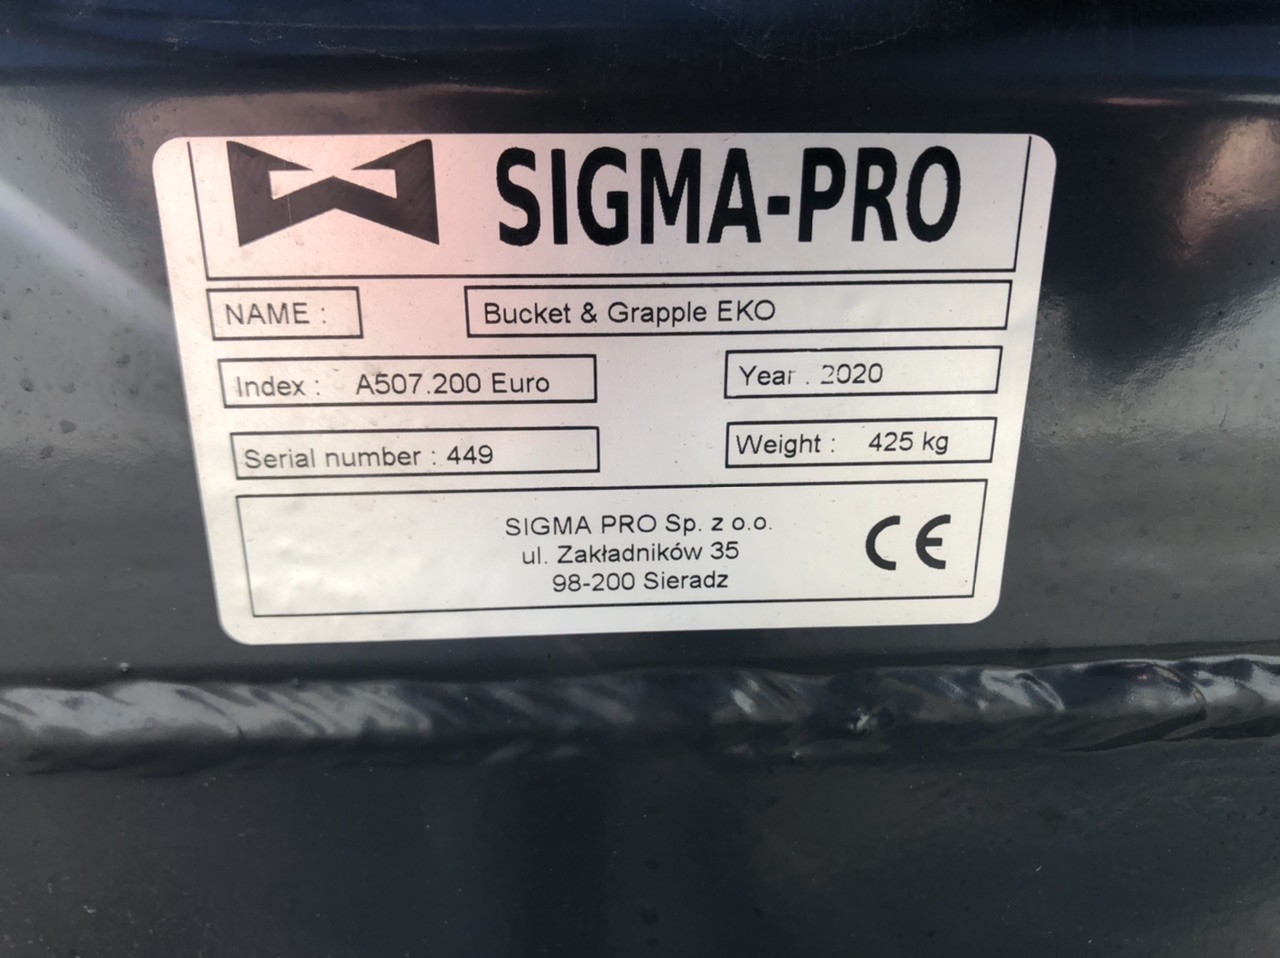 SIGMA-PRO
NAME : Bucket & Grapple EKO
Index : A507.200 Euro Year : 2020
Serial number : 449 Weight : 425 kg
SIGMA PRO Sp. z o.o.
ul. Zakładników 35
98-200 Sieradz
CE